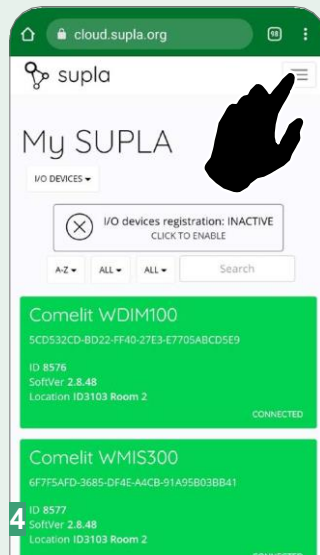 cloud.supla.org
98
supla
My SUPLA
I/O DEVICES
I/O devices registration: INACTIVE
CLICK TO ENABLE
A-Z ALL ALL Search
Comelit WDIM100
5CD532CD-BD22-FF40-27E3-E7705ABCD5E9
ID 8576
SoftVer 2.8.48
Location ID3103 Room 2
CONNECTED
Comelit WMIS300
6F7F5AFD-3685-DF4E-A4CB-91A95B03BB41
4
ID 8577
SoftVer 2.8.48
Location ID3103 Room 2
CONNECTED